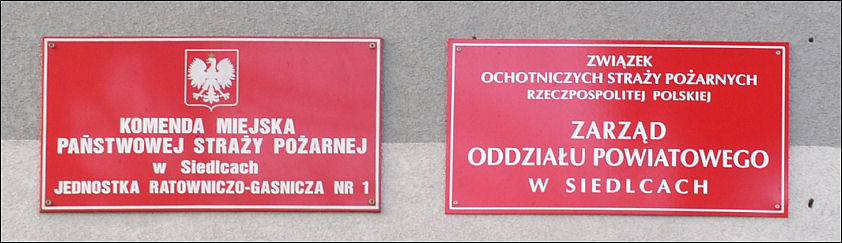 KOMENDA MIEJSKA
PAŃSTWOWEJ STRAŻY POŻARNEJ
w Siedlcach
JEDNOSTKA RATOWNICZO-GAŚNICZA NR 1
ZWIĄZEK
OCHOTNICZYCH STRAŻY POŻARNYCH
RZECZPOSPOLITEJ POLSKIEJ
ZARZĄD
ODDZIAŁU POWIATOWEGO
W SIEDLCACH